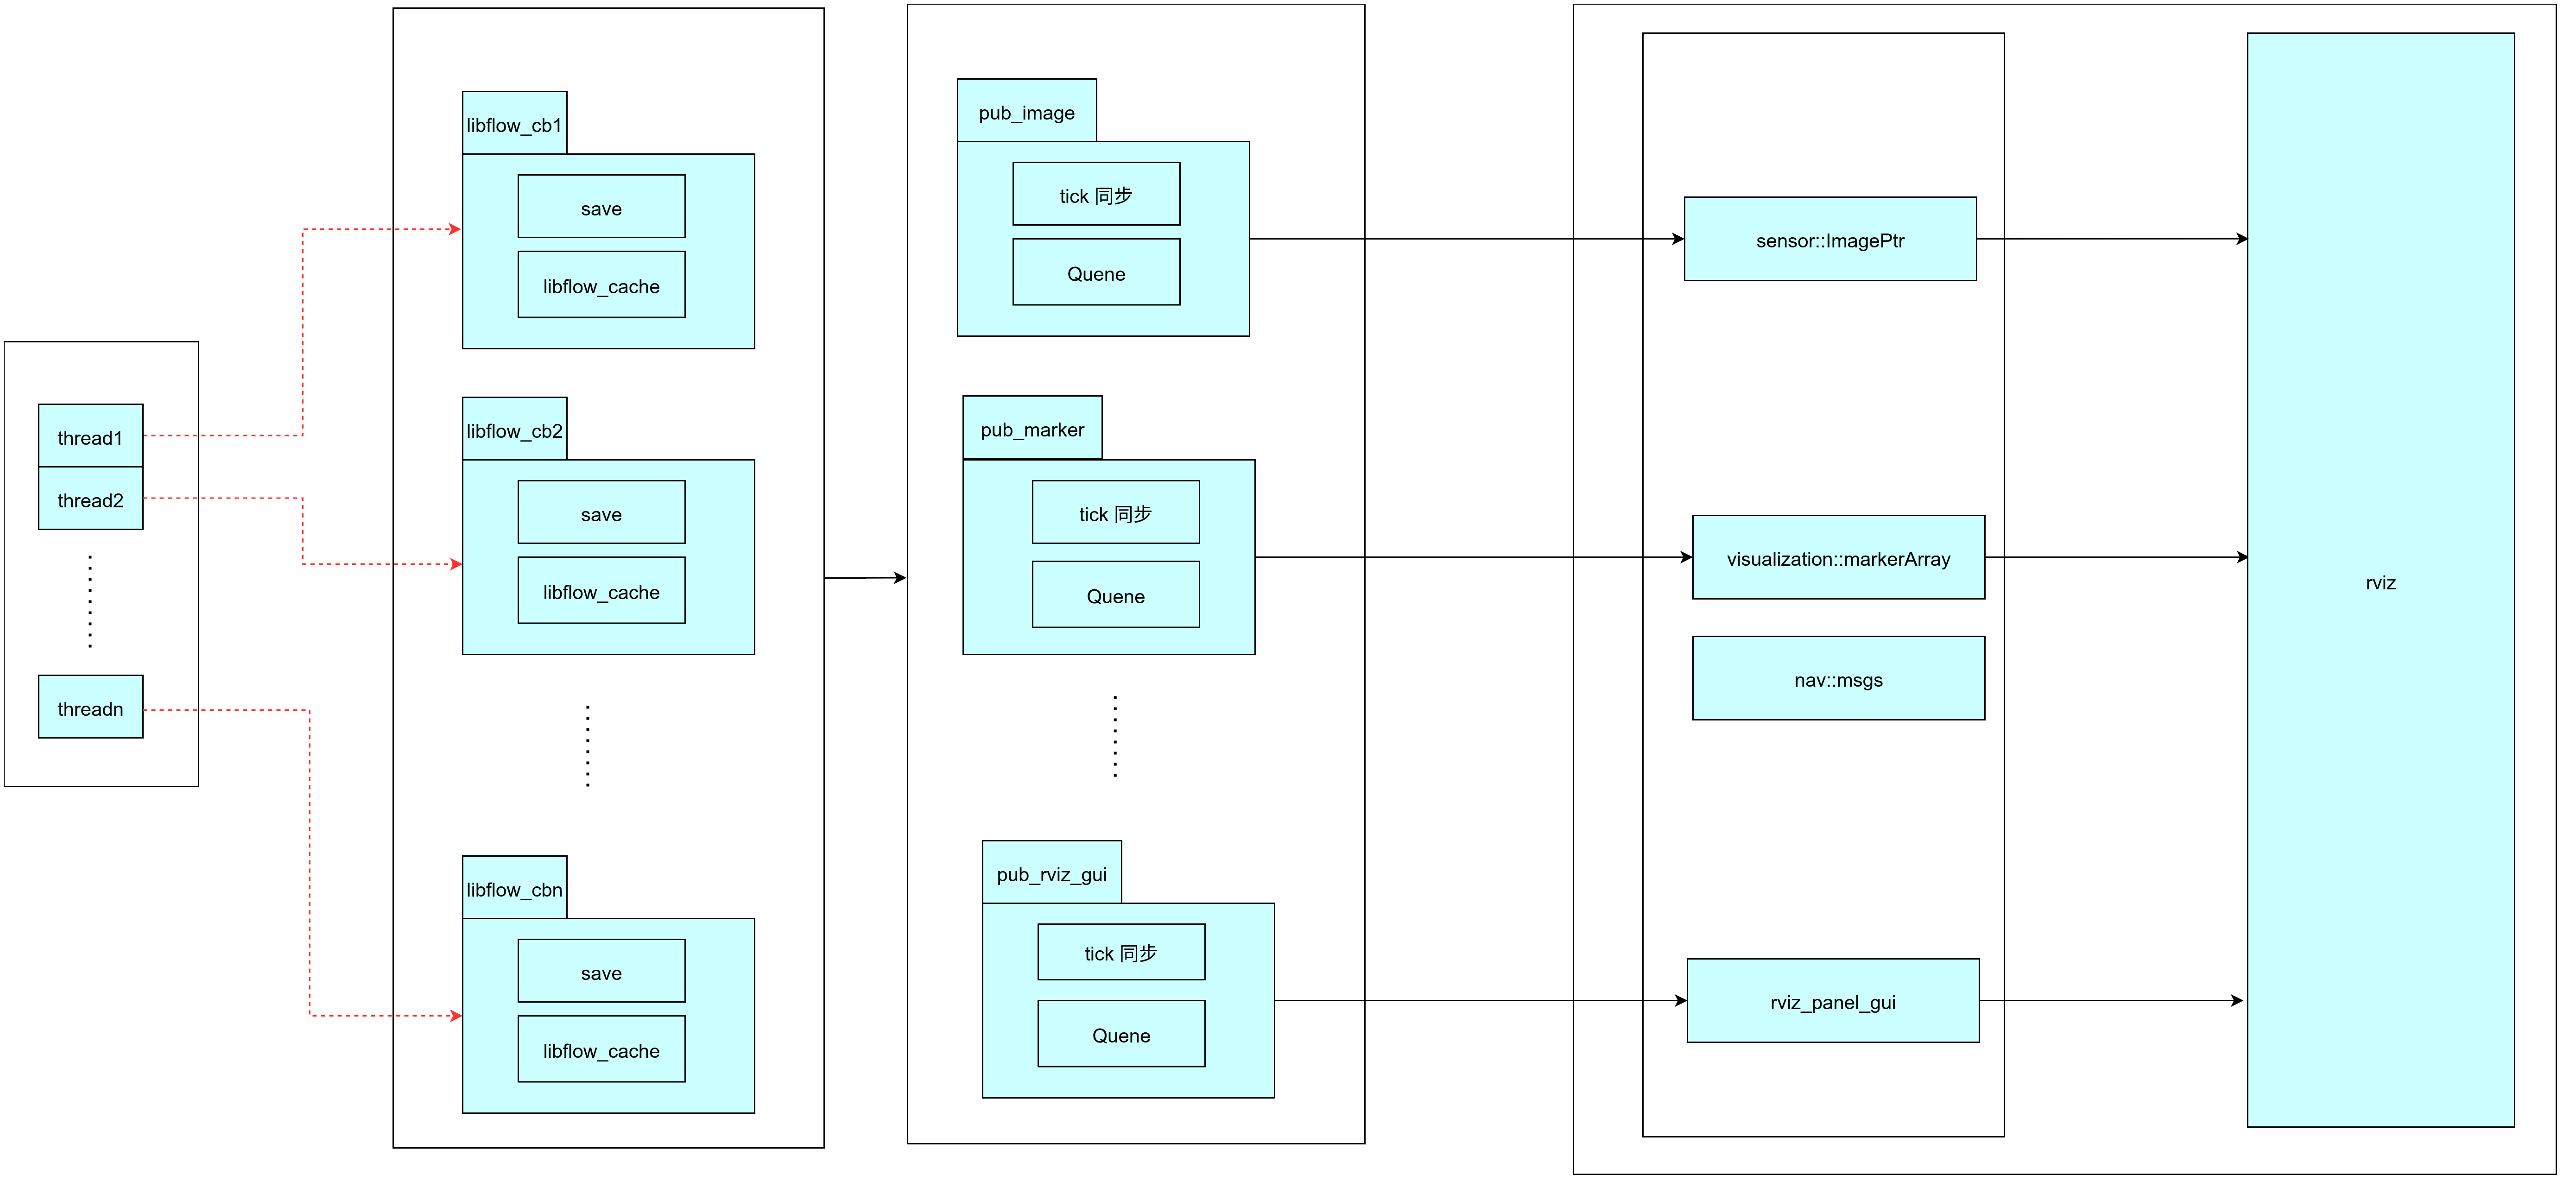 thread1
thread2
threadn
libflow_cb1
save
libflow_cache
libflow_cb2
save
libflow_cache
libflow_cbn
save
libflow_cache
pub_image
tick 同步
Quene
pub_marker
tick 同步
Quene
pub_rviz_gui
tick 同步
Quene
sensor::ImagePtr
visualization::markerArray
nav::msgs
rviz_panel_gui
rviz